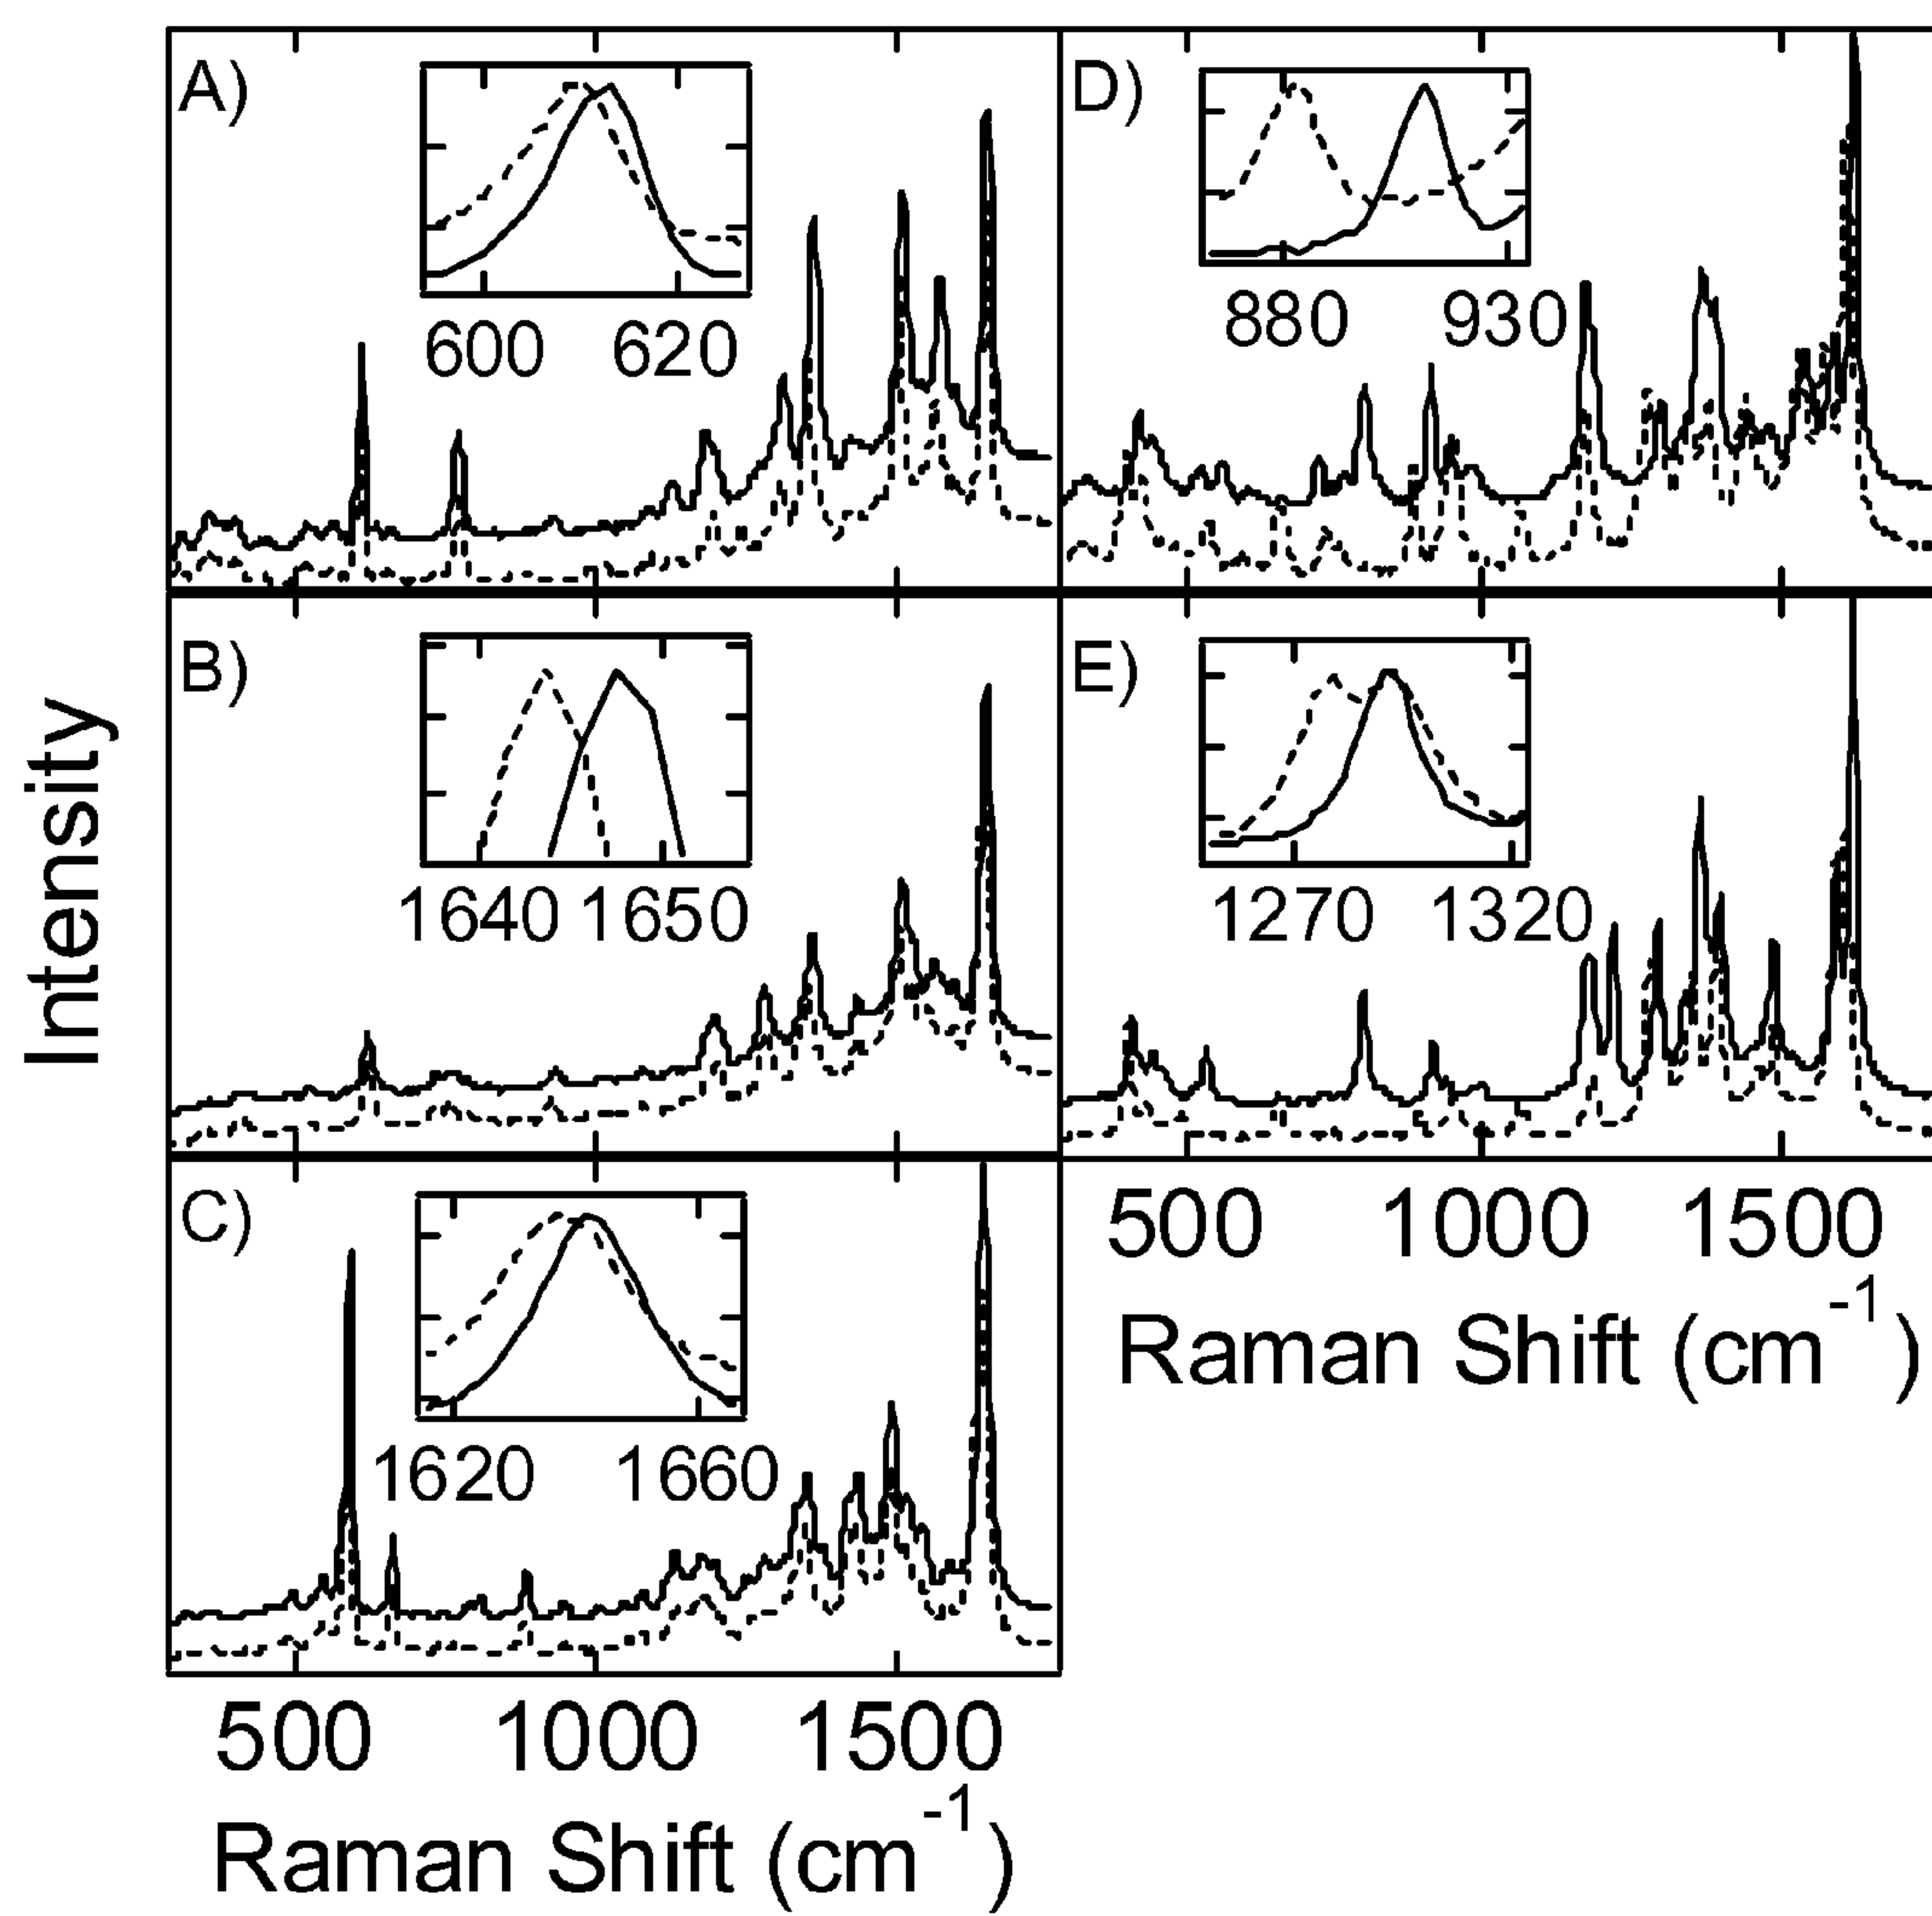 A)
600 620
D)
880 930
B)
1640 1650
E)
1270 1320
Intensity
C)
1620 1660
500 1000 1500
Raman Shift (cm-1)
500 1000 1500
Raman Shift (cm-1)